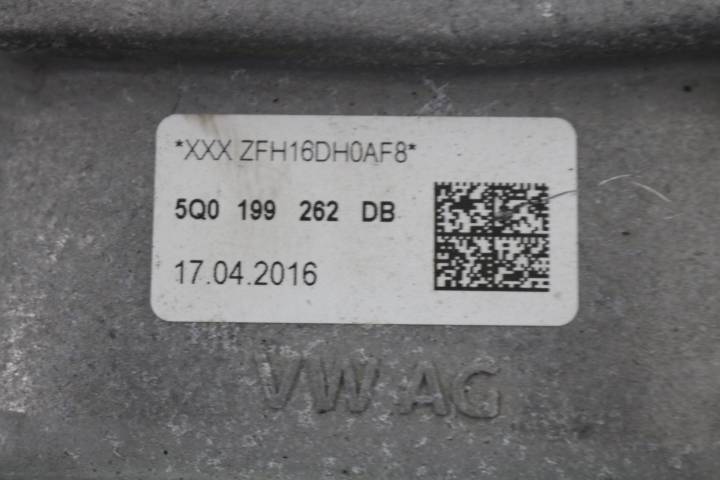 *XXX ZFH16DH0AF8*
5Q0 199 262 DB
17.04.2016
VW AG